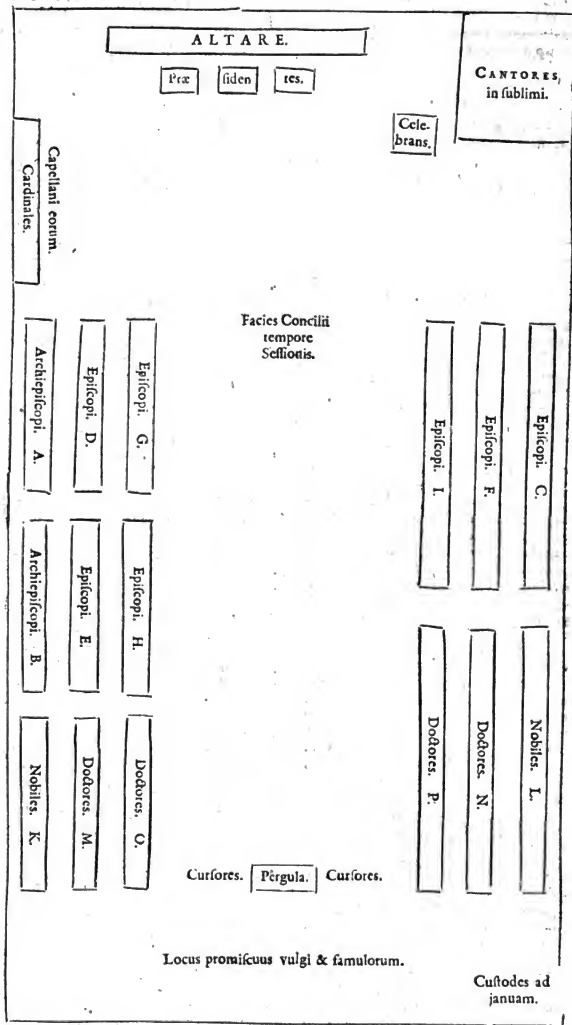 ALTARE.
CANTORES,
in ſublimi.
Præ ſiden tes.
Cele-
brans.
Capellani eorum.
Cardinales.
Facies Concilii
tempore
Seſſionis.
Archiepiſcopi. A.
Epiſcopi. D.
Epiſcopi. G.
Epiſcopi. I.
Epiſcopi. F.
Epiſcopi. C.
Archiepiſcopi. B.
Epiſcopi. E.
Epiſcopi. H.
Nobiles. K.
Doctores. M.
Doctores. O.
Doctores. P.
Doctores. N.
Nobiles. L.
Curſores. Pergula. Curſores.
Locus promiſcuus vulgi & famulorum.
Cuſtodes ad
januam.